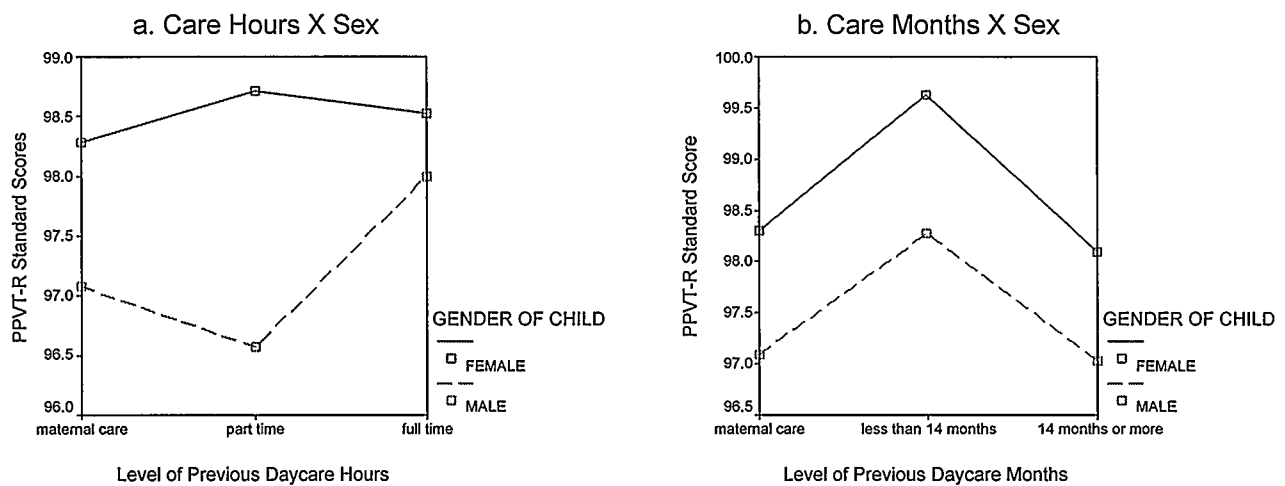 a. Care Hours X Sex
PPVT-R Standard Scores
99.0
98.5
98.0
97.5
97.0
96.5
96.0
maternal care
part time
full time
Level of Previous Daycare Hours
GENDER OF CHILD
FEMALE
MALE
b. Care Months X Sex
PPVT-R Standard Score
100.0
99.5
99.0
98.5
98.0
97.5
97.0
96.5
maternal care
less than 14 months
14 months or more
Level of Previous Daycare Months
GENDER OF CHILD
FEMALE
MALE